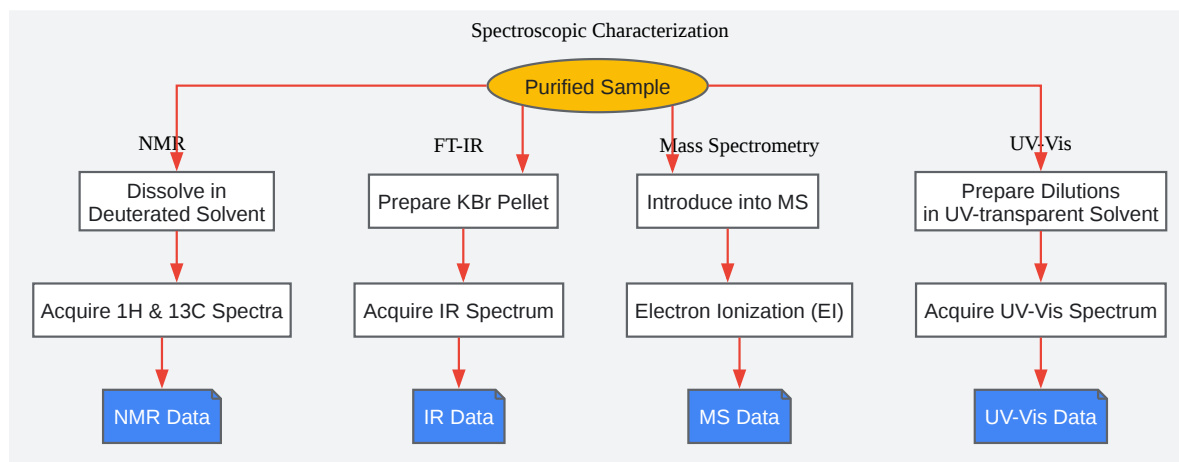 Spectroscopic Characterization
Purified Sample
NMR
FT-IR
Mass Spectrometry
UV-Vis
Dissolve in
Deuterated Solvent
Prepare KBr Pellet
Introduce into MS
Prepare Dilutions
in UV-transparent Solvent
Acquire 1H & 13C Spectra
Acquire IR Spectrum
Electron Ionization (EI)
Acquire UV-Vis Spectrum
NMR Data
IR Data
MS Data
UV-Vis Data